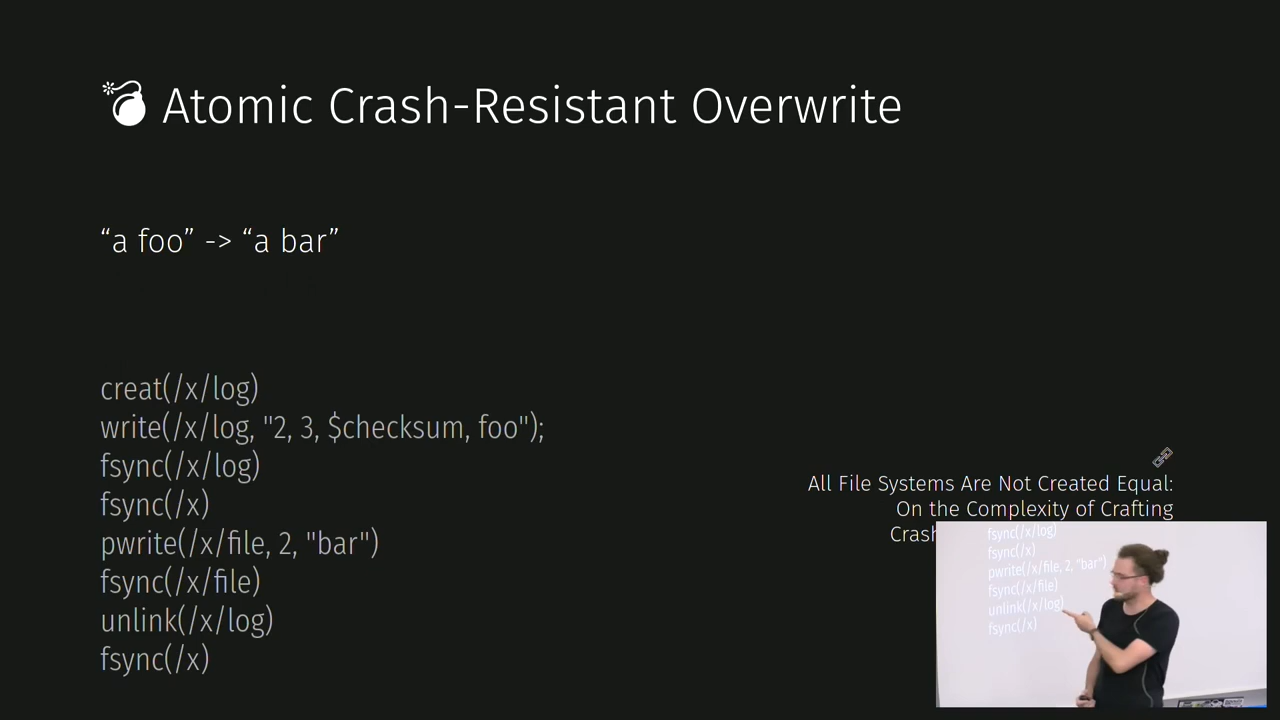 Atomic Crash-Resistant Overwrite
“a foo” -> “a bar”
creat(/x/log)
write(/x/log, "2, 3, $checksum, foo");
fsync(/x/log)
fsync(/x)
pwrite(/x/file, 2, "bar")
fsync(/x/file)
unlink(/x/log)
fsync(/x)
All File Systems Are Not Created Equal:
On the Complexity of Crafting
Crash
fsync(/x/log)
fsync(/x)
pwrite(/x/file, 2, "bar")
fsync(/x/file)
unlink(/x/log)
fsync(/x)